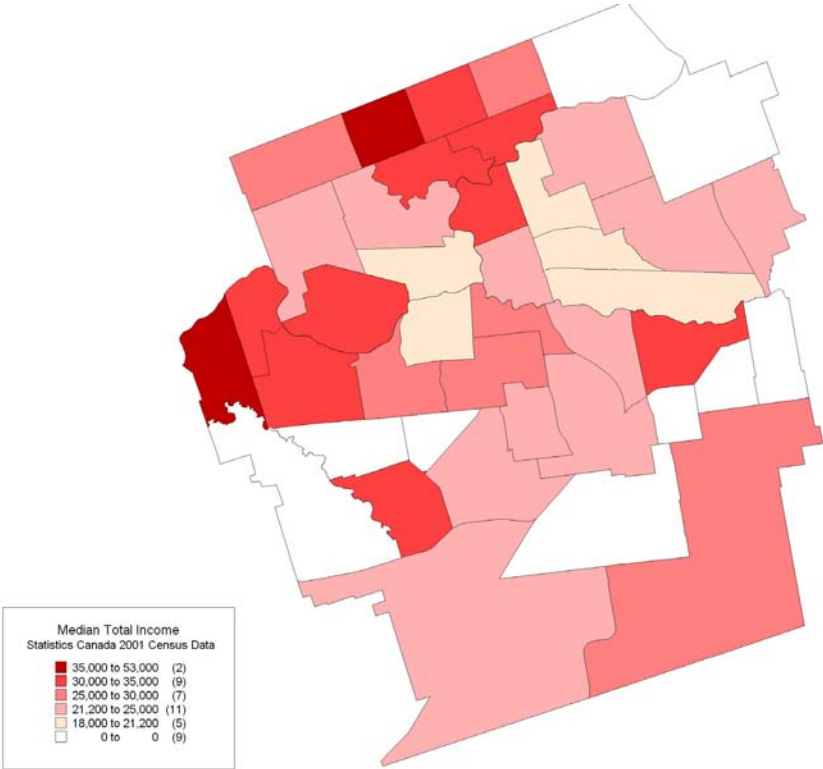 Median Total Income
Statistics Canada 2001 Census Data
35,000 to 53,000 (2)
30,000 to 35,000 (9)
25,000 to 30,000 (7)
21,200 to 25,000 (11)
18,000 to 21,200 (5)
0 to 0 (9)